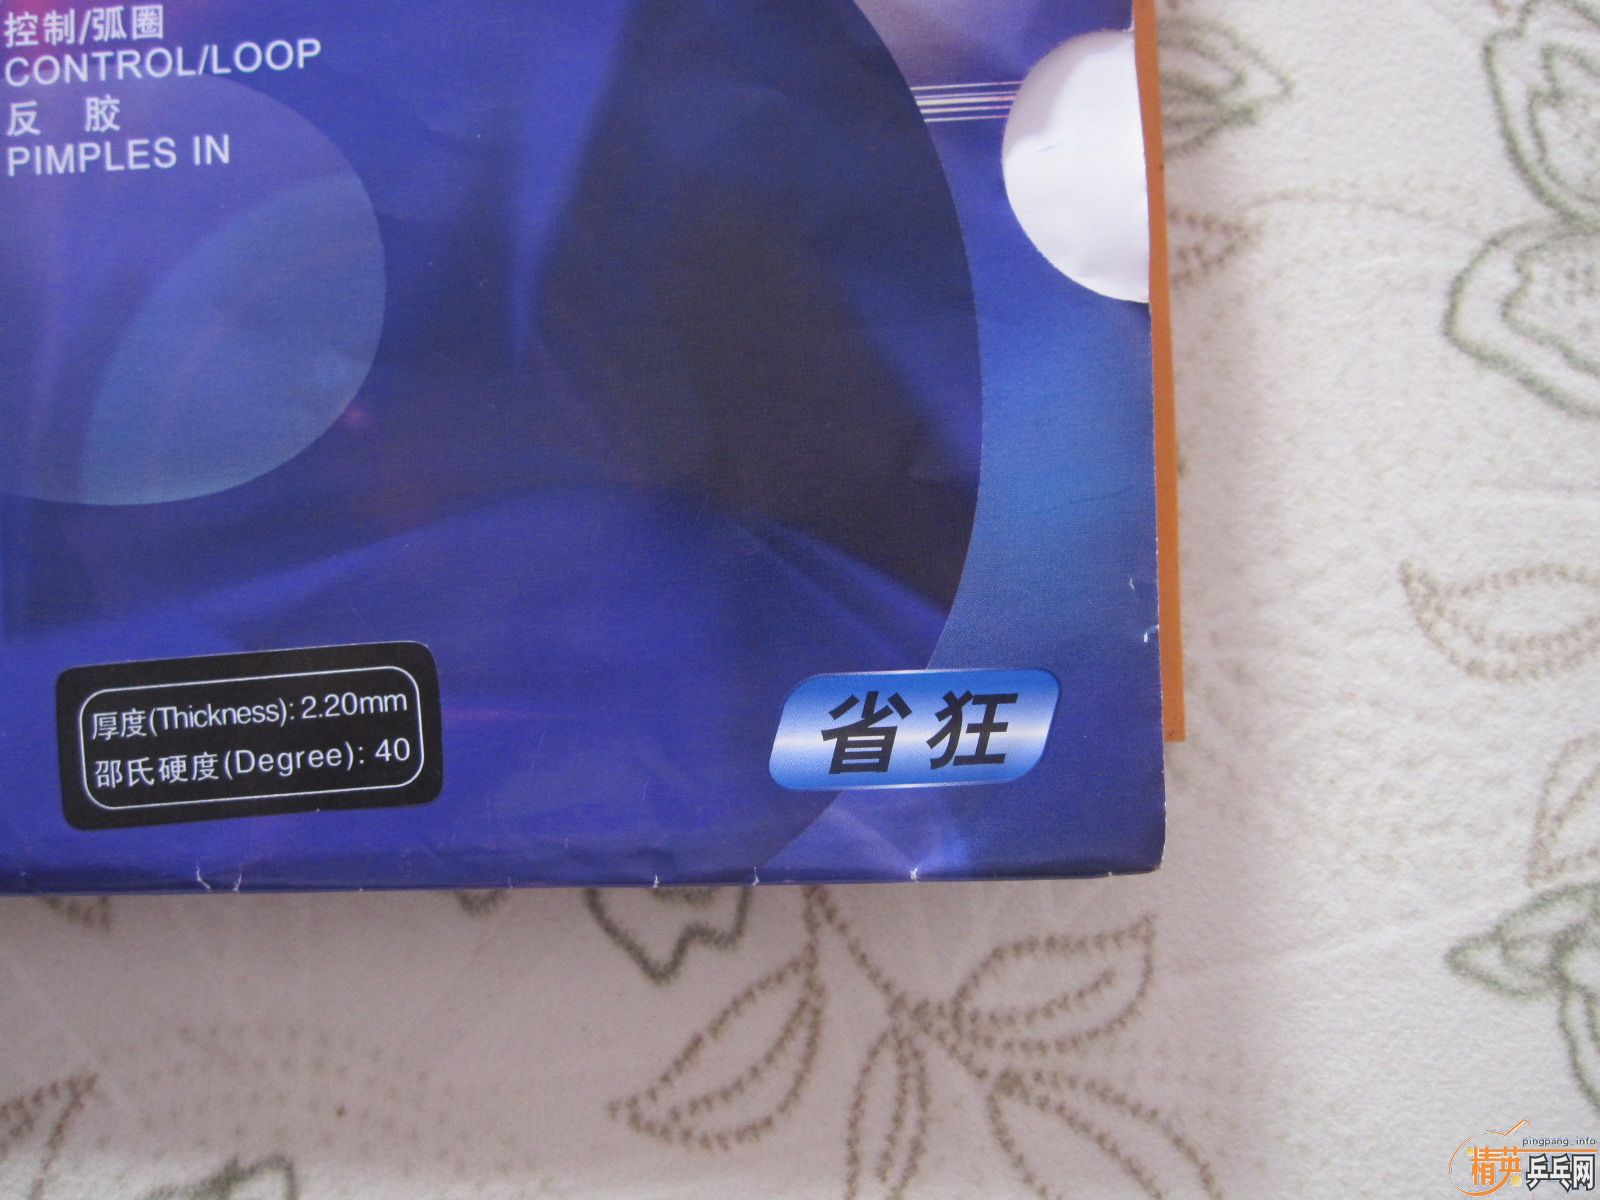 控制/弧圈
CONTROL/LOOP
反 胶
PIMPLES IN
厚度(Thickness): 2.20mm
邵氏硬度(Degree): 40
省狂
pingpang_info
精英乒乓网